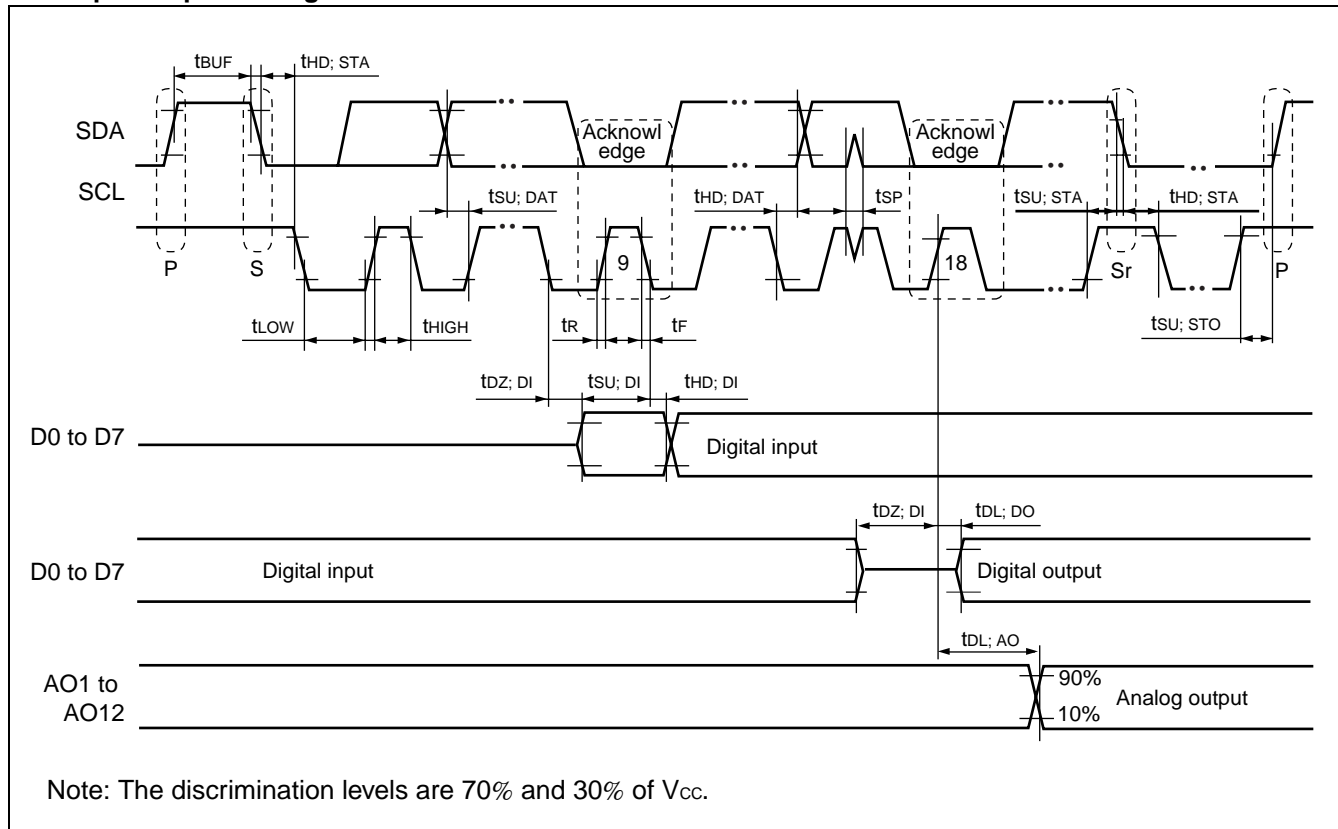 tBUF
tHD; STA
SDA
Acknowl
edge
Acknowl
edge
SCL
tSU; DAT
tHD; DAT
tSP
tSU; STA
tHD; STA
P
S
9
18
Sr
P
tLOW
tHIGH
tR
tF
tSU; STO
tDZ; DI
tSU; DI
tHD; DI
D0 to D7
Digital input
tDZ; DI
tDL; DO
D0 to D7
Digital input
Digital output
tDL; AO
AO1 to
AO12
90%
10%
Analog output
Note: The discrimination levels are 70% and 30% of Vcc.